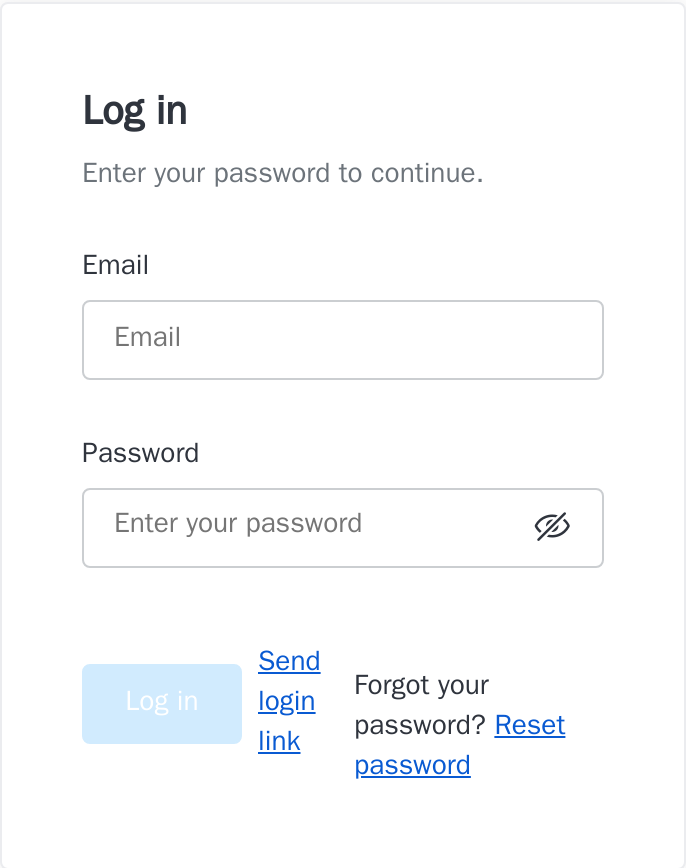 Log in
Enter your password to continue.
Email
Email
Password
Enter your password
Log in
Send
login
link
Forgot your
password? Reset
password